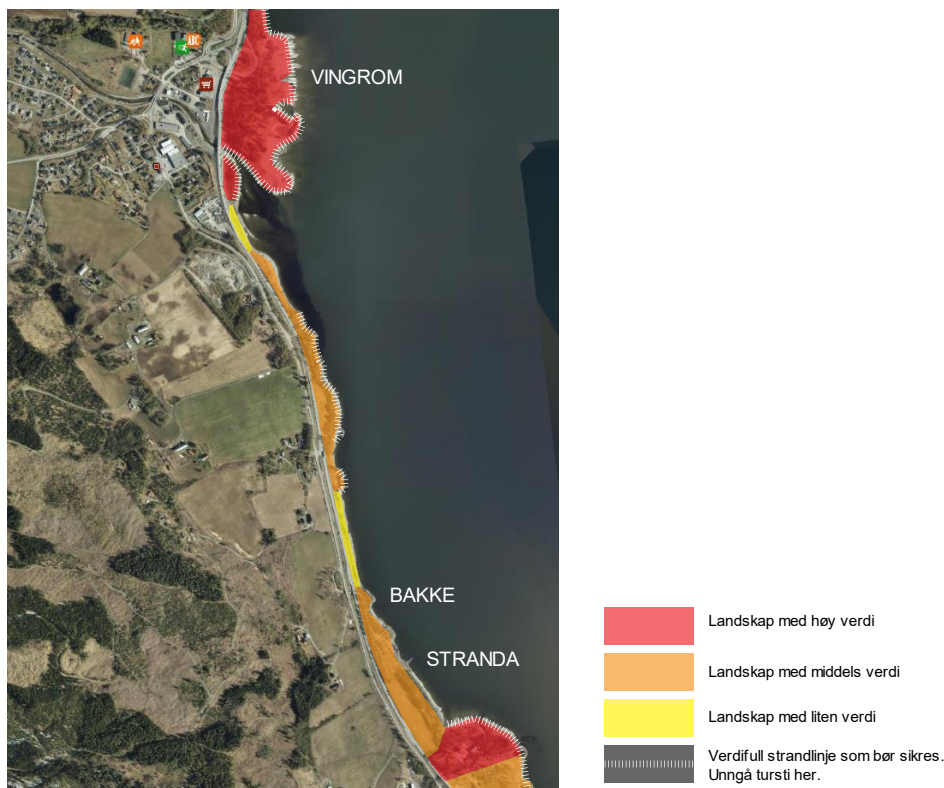 ABC
VINGROM
BAKKE
STRANDA
Landskap med høy verdi
Landskap med middels verdi
Landskap med liten verdi
Verdifull strandlinje som bør sikres.
Unngå tursti her.